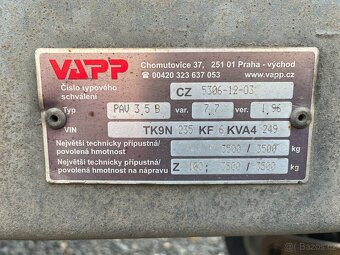 VAPP
Chomutovice 37, 251 01 Praha - východ
☎ 00420 323 637 053
www.vapp.cz
Číslo typového schválení CZ 5306-12-03
Typ PAV 3,5 B var. 7.7 ver. 1.96
VIN TK9N 235 KF 6 KVA4 249
Největší technicky přípustná/
povolená hmotnost 3500 / 3500 kg
Největší technicky přípustná/
povolená hmotnost na nápravu Z 3500 / 3500 kg